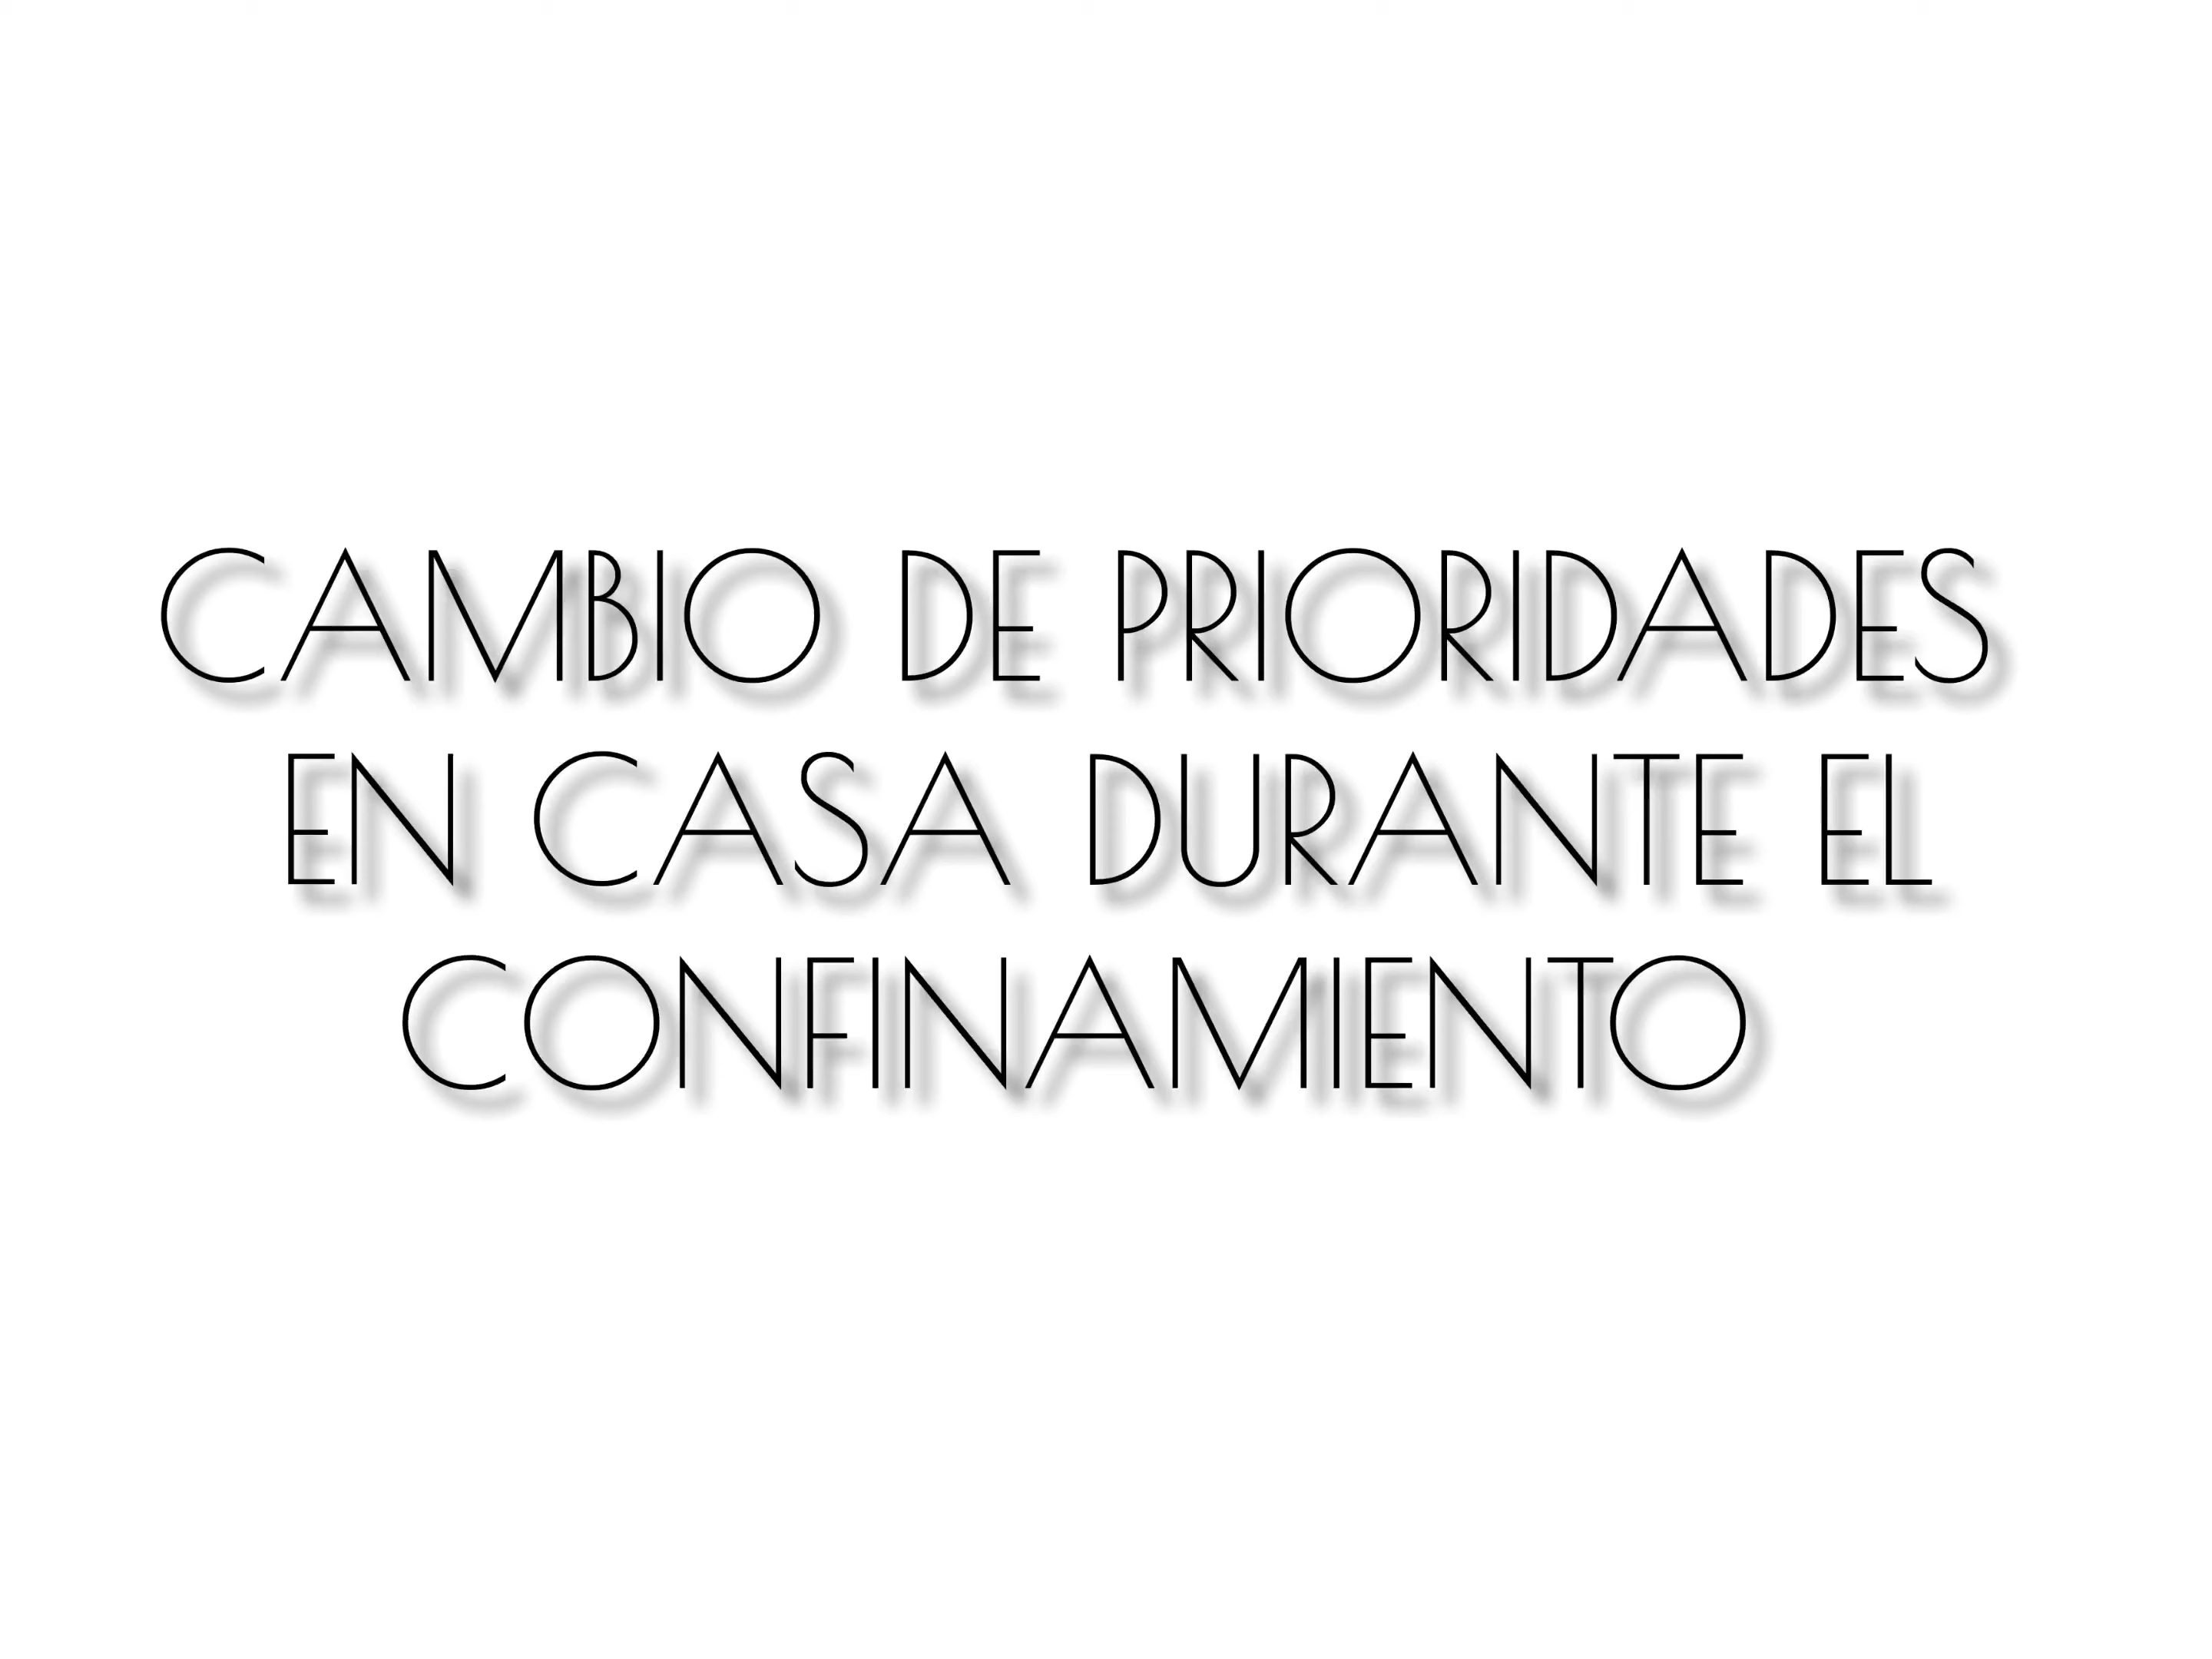 CAMBIO DE PRIORIDADES
EN CASA DURANTE EL
CONFINAMIENTO